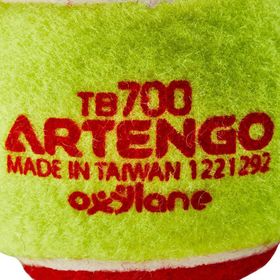 TB700
ARTENGO
MADE IN TAIWAN 1221292
oxylane